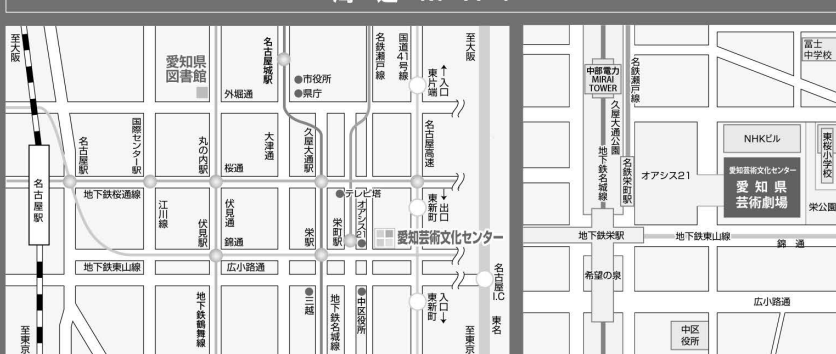 至大阪
愛知県
図書館
名古屋城駅
市役所
県庁
名鉄瀬戸線
国道41号線
入口
東片端
至大阪
外堀通
名古屋高速
名古屋駅
国際センター駅
丸の内駅
大津通
久屋大通駅
桜通
名古屋駅
地下鉄桜通線
江川線
伏見通
伏見駅
錦通
栄駅
栄町駅
テレビ塔
オアシス21
出口
東新町
愛知芸術文化センター
地下鉄東山線
広小路通
名古屋I.C
東名
至東京
地下鉄鶴舞線
三越
地下鉄名城線
中区役所
入口
東新町
至東京
中部電力
MIRAI
TOWER
名鉄瀬戸線
久屋大通公園
地下鉄名城線
名鉄栄町駅
オアシス21
富士
中学校
NHKビル
愛知芸術文化センター
愛知県
芸術劇場
東桜小学校
栄公園
地下鉄栄駅
地下鉄東山線
錦通
希望の泉
広小路通
中区
役所